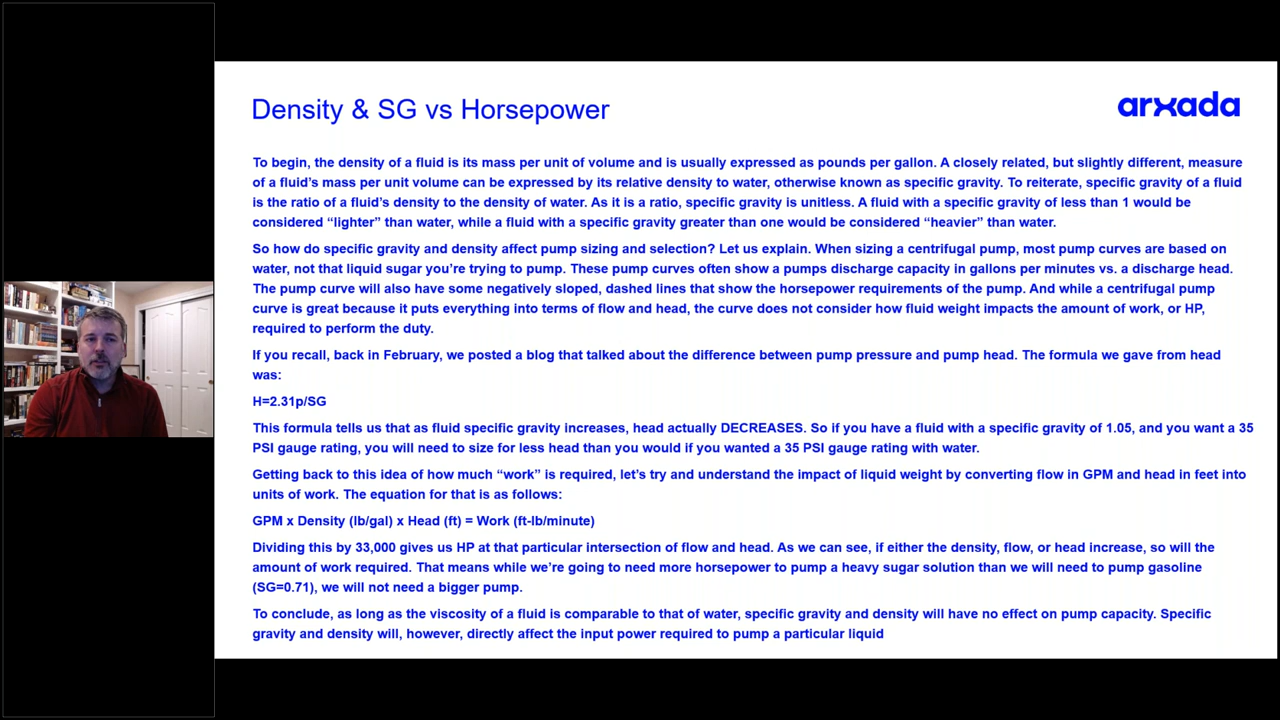 Density & SG vs Horsepower
arxada
To begin, the density of a fluid is its mass per unit of volume and is usually expressed as pounds per gallon. A closely related, but slightly different, measure
of a fluid’s mass per unit volume can be expressed by its relative density to water, otherwise known as specific gravity. To reiterate, specific gravity of a fluid
is the ratio of a fluid’s density to the density of water. As it is a ratio, specific gravity is unitless. A fluid with a specific gravity of less than 1 would be
considered “lighter” than water, while a fluid with a specific gravity greater than one would be considered “heavier” than water.
So how do specific gravity and density affect pump sizing and selection? Let us explain. When sizing a centrifugal pump, most pump curves are based on
water, not that liquid sugar you’re trying to pump. These pump curves often show a pumps discharge capacity in gallons per minutes vs. a discharge head.
The pump curve will also have some negatively sloped, dashed lines that show the horsepower requirements of the pump. And while a centrifugal pump
curve is great because it puts everything into terms of flow and head, the curve does not consider how fluid weight impacts the amount of work, or HP,
required to perform the duty.
If you recall, back in February, we posted a blog that talked about the difference between pump pressure and pump head. The formula we gave from head
was:
H=2.31p/SG
This formula tells us that as fluid specific gravity increases, head actually DECREASES. So if you have a fluid with a specific gravity of 1.05, and you want a 35
PSI gauge rating, you will need to size for less head than you would if you wanted a 35 PSI gauge rating with water.
Getting back to this idea of how much “work” is required, let’s try and understand the impact of liquid weight by converting flow in GPM and head in feet into
units of work. The equation for that is as follows:
GPM x Density (lb/gal) x Head (ft) = Work (ft-lb/minute)
Dividing this by 33,000 gives us HP at that particular intersection of flow and head. As we can see, if either the density, flow, or head increase, so will the
amount of work required. That means while we’re going to need more horsepower to pump a heavy sugar solution than we will need to pump gasoline
(SG=0.71), we will not need a bigger pump.
To conclude, as long as the viscosity of a fluid is comparable to that of water, specific gravity and density will have no effect on pump capacity. Specific
gravity and density will, however, directly affect the input power required to pump a particular liquid